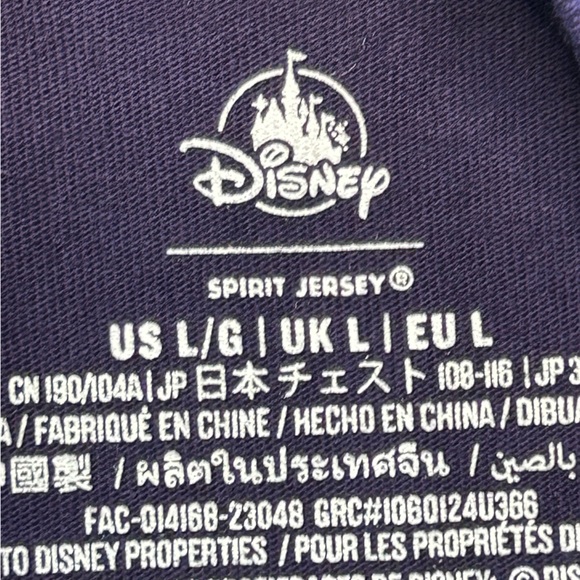 Disney
SPIRIT JERSEY®
US L/G | UK L | EU L
CN 190/104A | JP 日本チェスト 108-116 | JP 3
A / FABRIQUÉ EN CHINE / HECHO EN CHINA / DIBU
國製 / ผลิตในประเทศจีน / بالصين
FAC-014168-23048 GRC#1060124U366
TO DISNEY PROPERTIES / POUR LES PROPRIÉTÉS DE